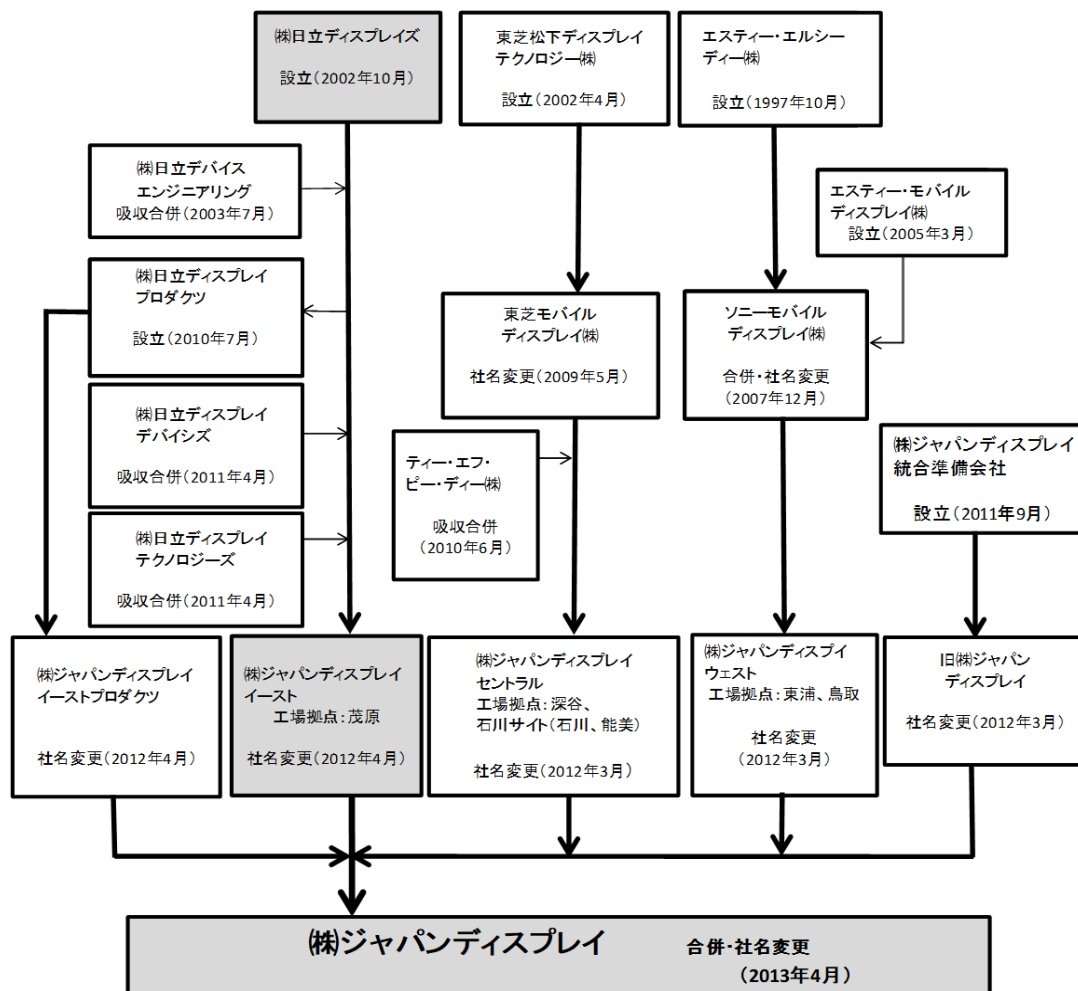 ㈱日立ディスプレイズ
設立(2002年10月)
東芝松下ディスプレイ
テクノロジー㈱
設立(2002年4月)
エスティー・エルシー
ディー㈱
設立(1997年10月)
㈱日立デバイス
エンジニアリング
吸収合併(2003年7月)
エスティー・モバイル
ディスプレイ㈱
設立(2005年3月)
㈱日立ディスプレイ
プロダクツ
設立(2010年7月)
東芝モバイル
ディスプレイ㈱
社名変更(2009年5月)
ソニーモバイル
ディスプレイ㈱
合併・社名変更
(2007年12月)
㈱日立ディスプレイ
デバイシズ
吸収合併(2011年4月)
ティー・エフ・
ピー・ディー㈱
吸収合併
(2010年6月)
㈱ジャパンディスプレイ
統合準備会社
設立(2011年9月)
㈱日立ディスプレイ
テクノロジーズ
吸収合併(2011年4月)
㈱ジャパンディスプレイ
イーストプロダクツ
社名変更(2012年4月)
㈱ジャパンディスプレイ
イースト
工場拠点:茂原
社名変更(2012年4月)
㈱ジャパンディスプレイ
セントラル
工場拠点:深谷、
石川サイト(石川、能美)
社名変更(2012年3月)
㈱ジャパンディスプイ
ウェスト
工場拠点:東浦、鳥取
社名変更
(2012年3月)
旧㈱ジャパン
ディスプレイ
社名変更(2012年3月)
㈱ジャパンディスプレイ 合併・社名変更
(2013年4月)